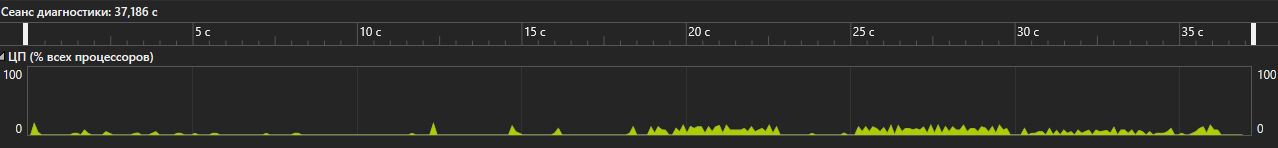 Сеанс диагностики: 37,186 с
5 с 10 с 15 с 20 с 25 с 30 с 35 с
ЦП (% всех процессоров)
100 100
0 0